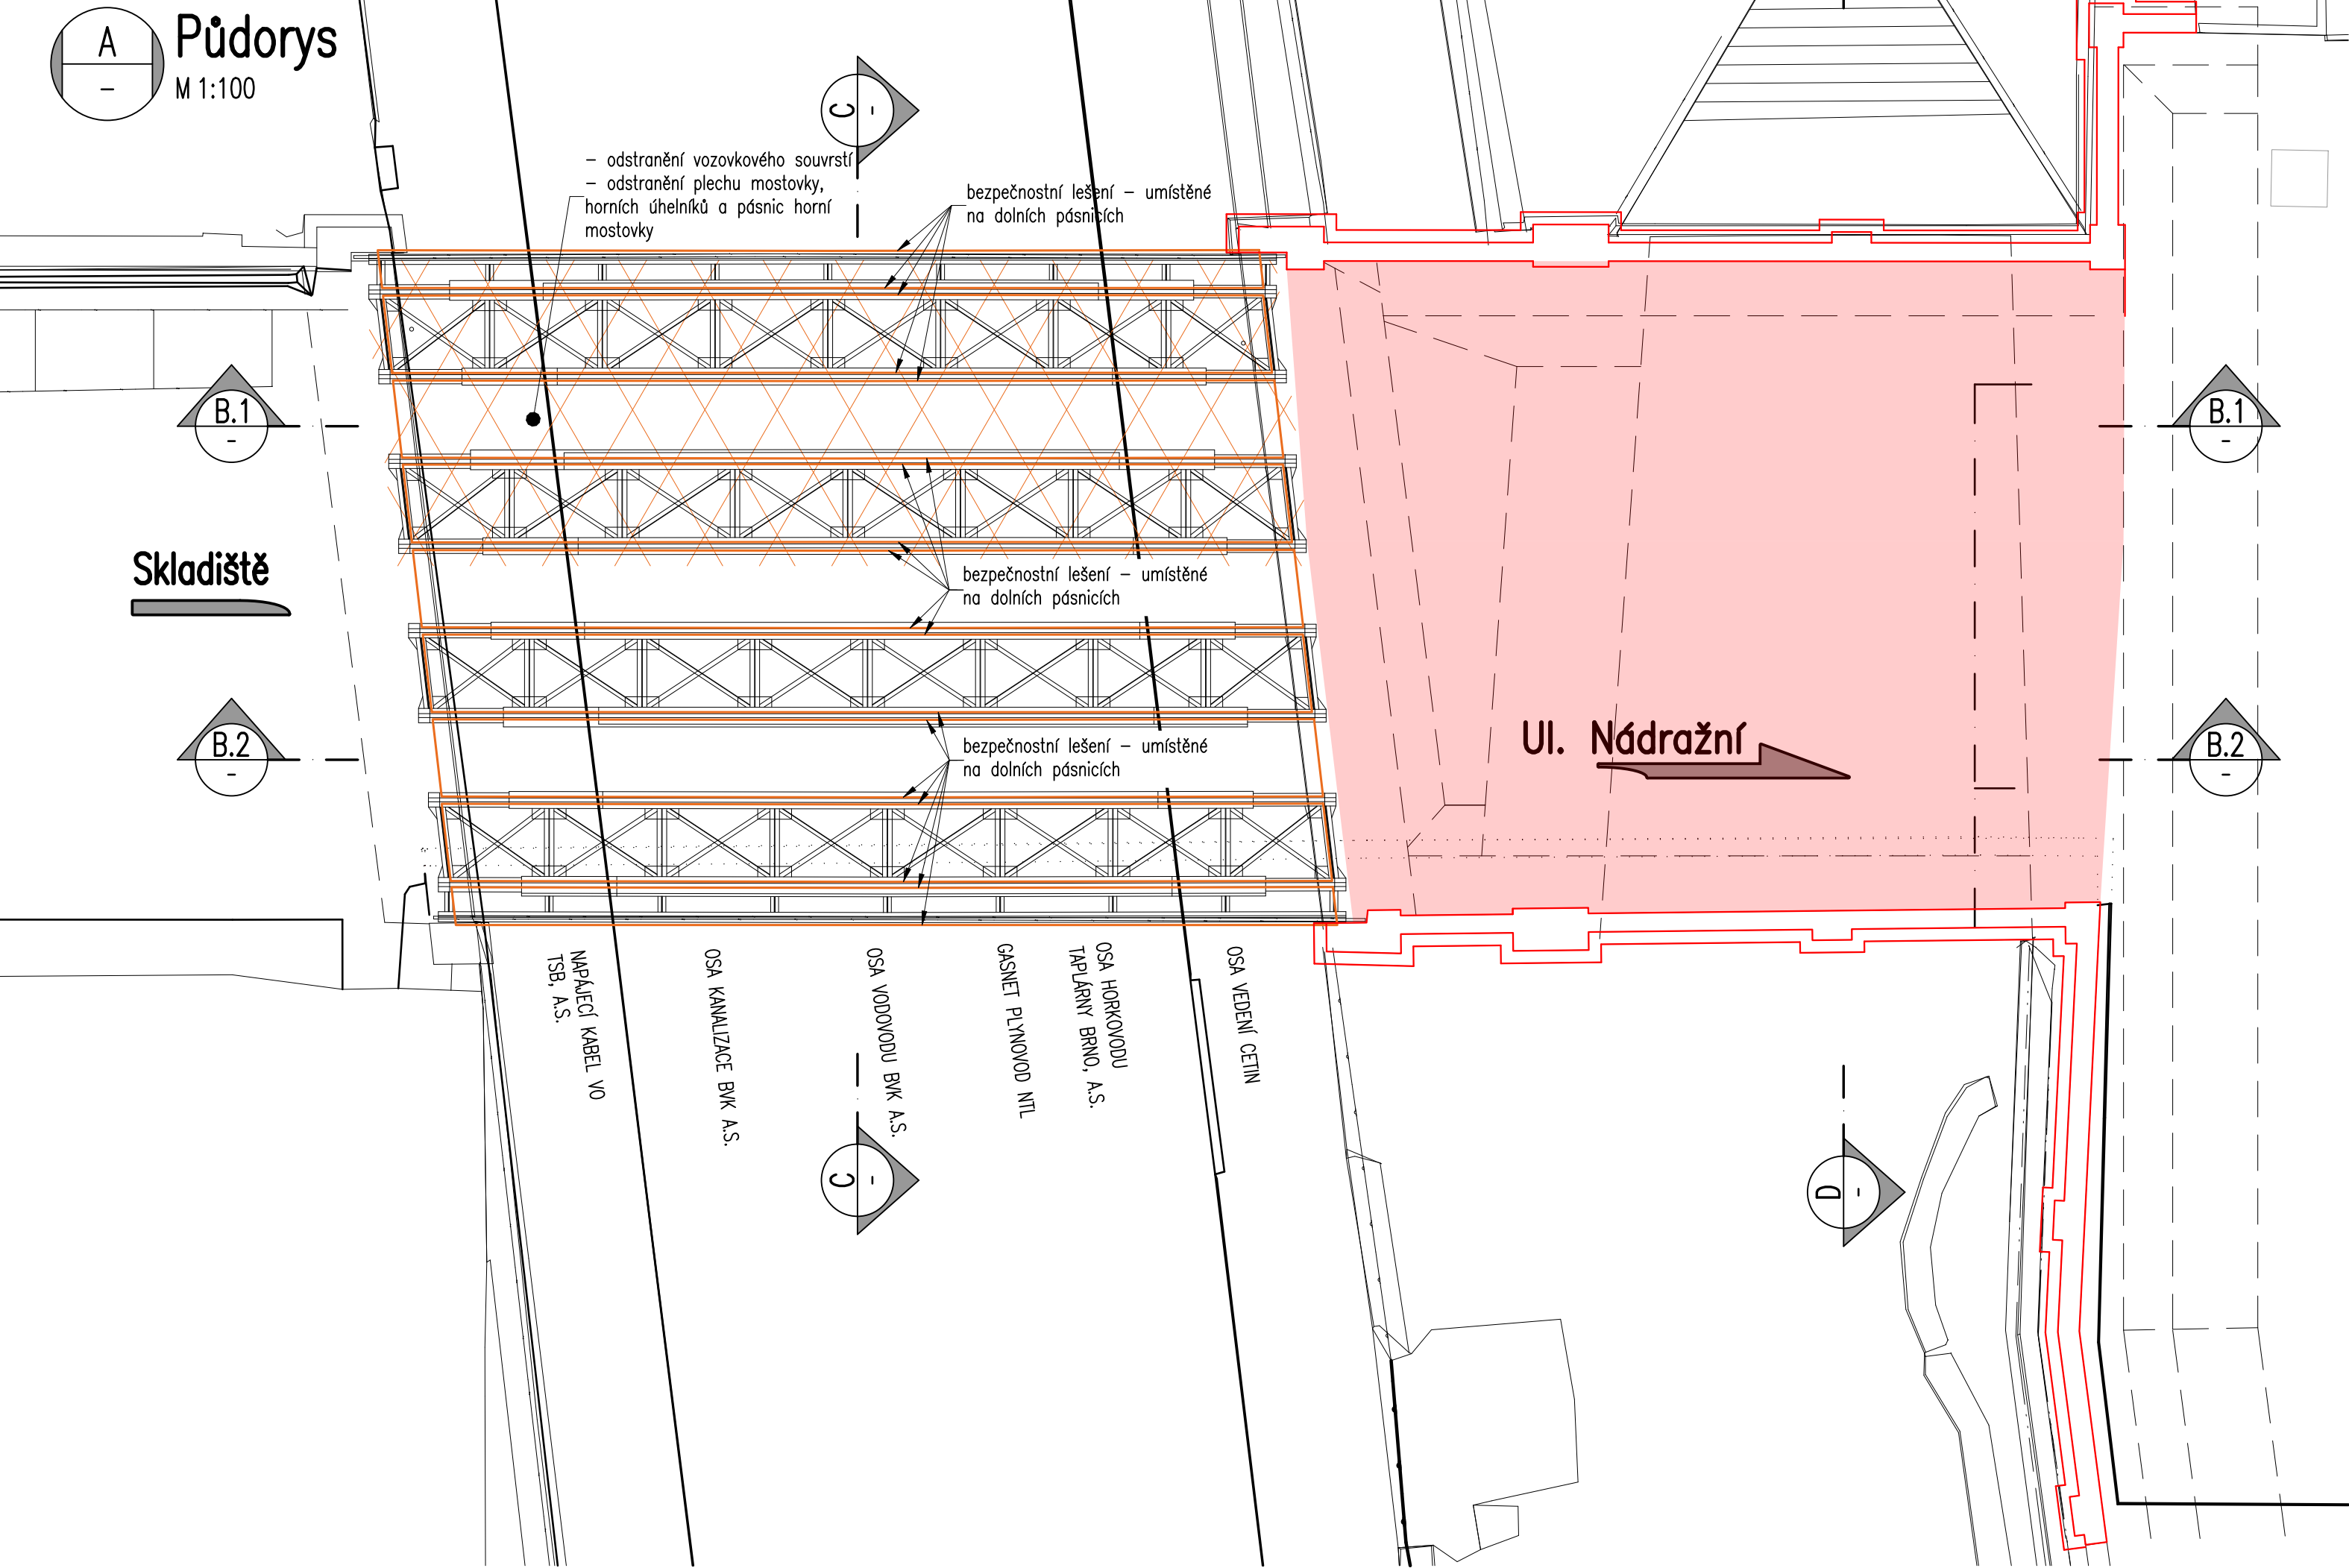 A
-
Půdorys
M 1:100
C
-
- odstranění vozovkového souvrství
- odstranění plechu mostovky,
horních úhelníků a pásnic horní
mostovky
bezpečnostní lešení - umístěné
na dolních pásnicích
B.1
-
B.1
-
Skladiště
bezpečnostní lešení - umístěné
na dolních pásnicích
B.2
-
bezpečnostní lešení - umístěné
na dolních pásnicích
Ul. Nádražní
B.2
-
NAPÁJECÍ KABEL VO
TSB, A.S.
OSA KANALIZACE BVK A.S.
OSA VODOVODU BVK A.S.
GASNET PLYNOVOD NTL
OSA HORKOVODU
TAPLÁRNY BRNO, A.S.
OSA VEDENÍ CETIN
C
-
D
-